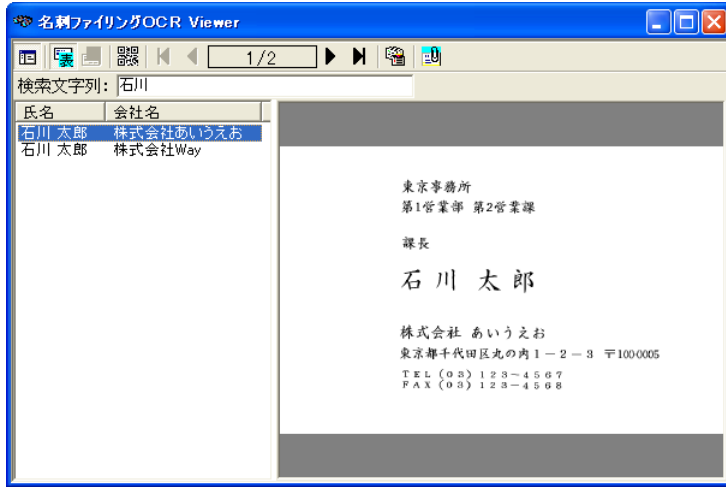 名刺ファイリングOCR Viewer
表
1/2
検索文字列: 石川
氏名 会社名
石川 太郎 株式会社あいうえお
石川 太郎 株式会社Way
東京事務所
第1営業部 第2営業課
課長
石川 太郎
株式会社 あいうえお
東京都千代田区丸の内1-2-3 〒100-0005
TEL (03) 123-4567
FAX (03) 123-4568